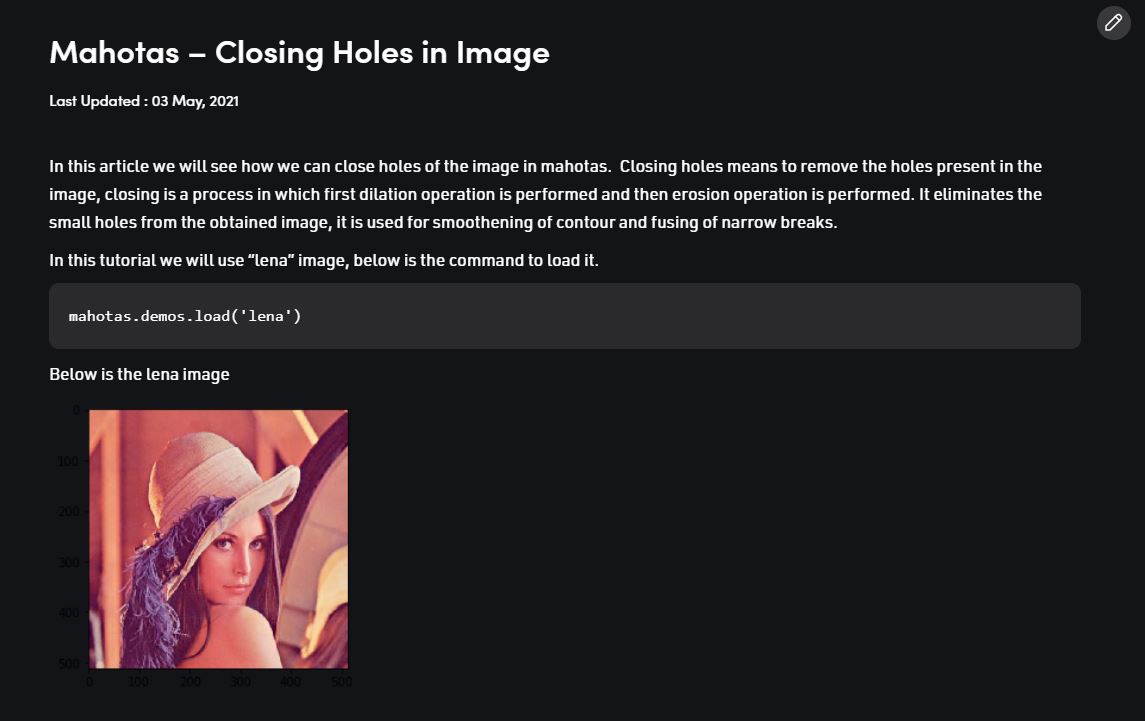 Mahotas – Closing Holes in Image
Last Updated : 03 May, 2021
In this article we will see how we can close holes of the image in mahotas.  Closing holes means to remove the holes present in the
image, closing is a process in which first dilation operation is performed and then erosion operation is performed. It eliminates the
small holes from the obtained image, it is used for smoothening of contour and fusing of narrow breaks.
In this tutorial we will use “lena” image, below is the command to load it.
mahotas.demos.load('lena')
Below is the lena image
0
100
200
300
400
500
0 100 200 300 400 500